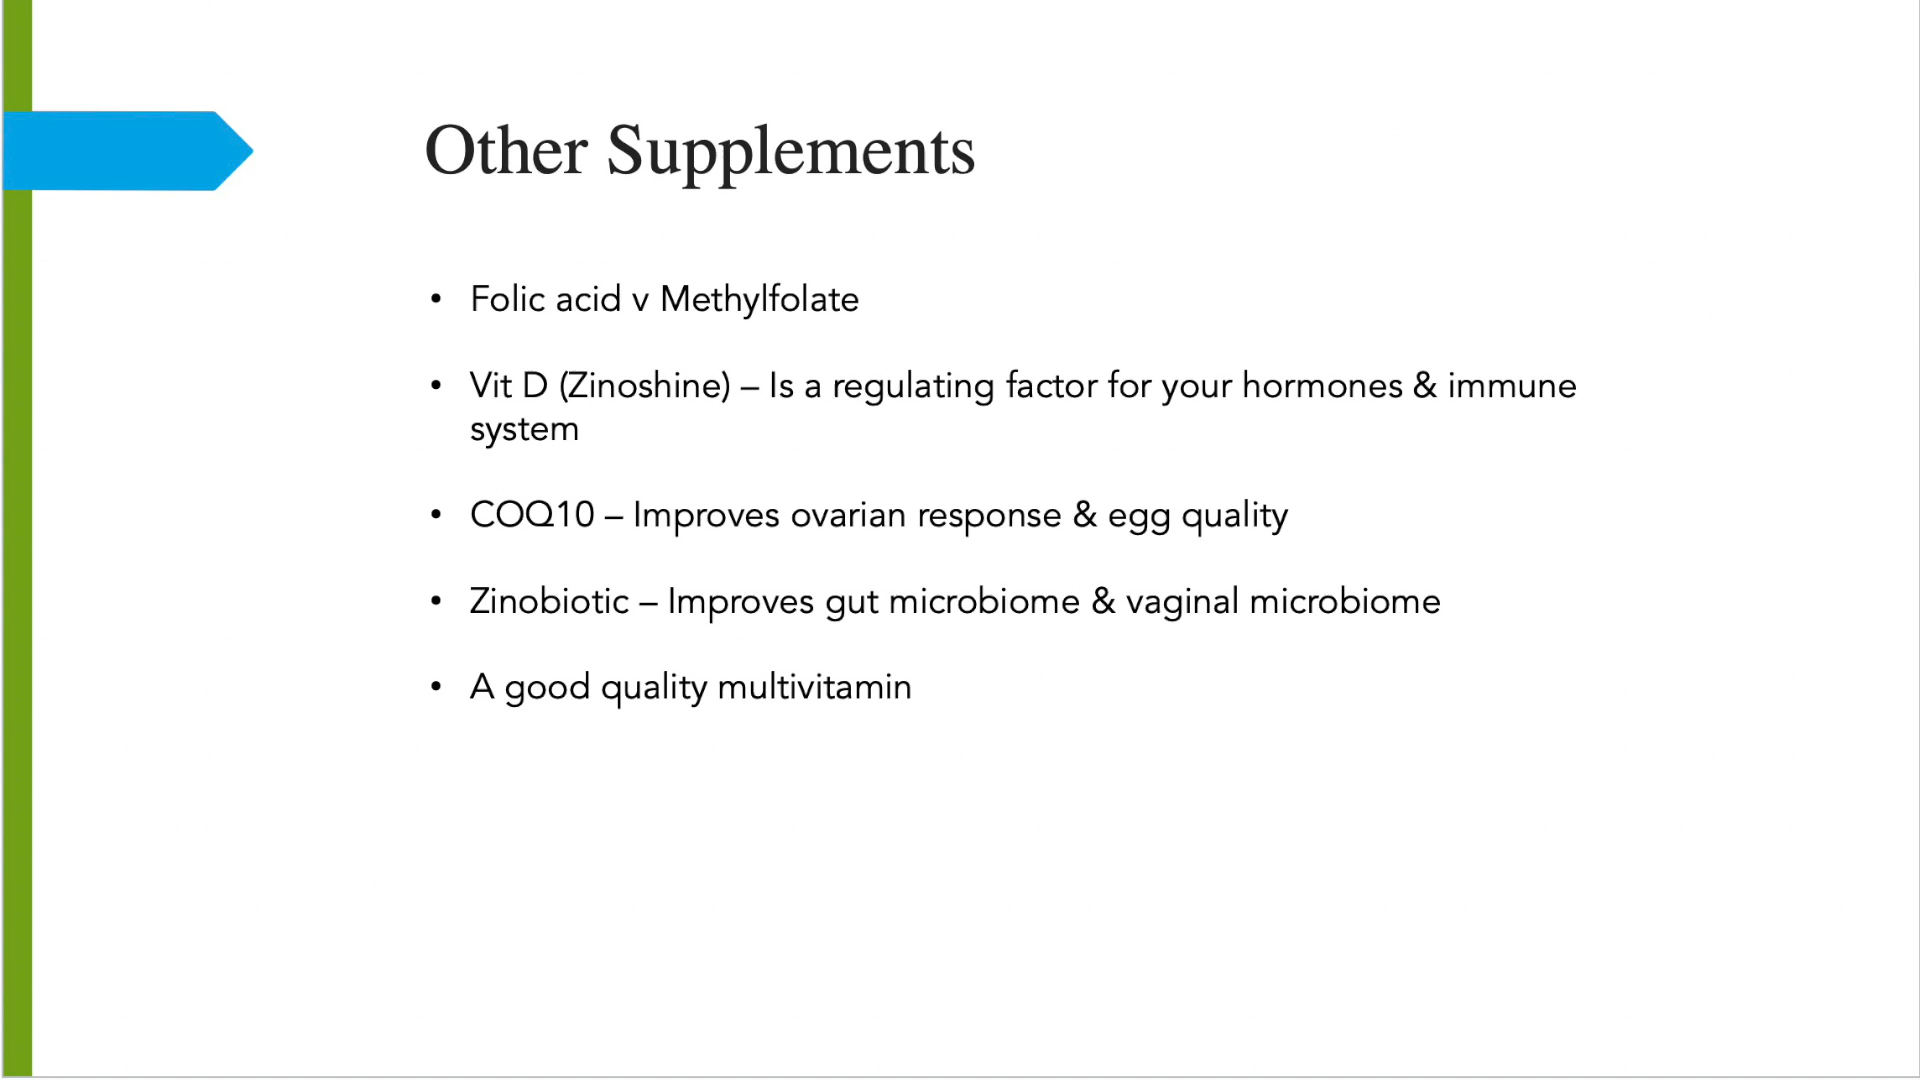 Other Supplements
• Folic acid v Methylfolate
• Vit D (Zinoshine) – Is a regulating factor for your hormones & immune
system
• COQ10 – Improves ovarian response & egg quality
• Zinobiotic – Improves gut microbiome & vaginal microbiome
• A good quality multivitamin